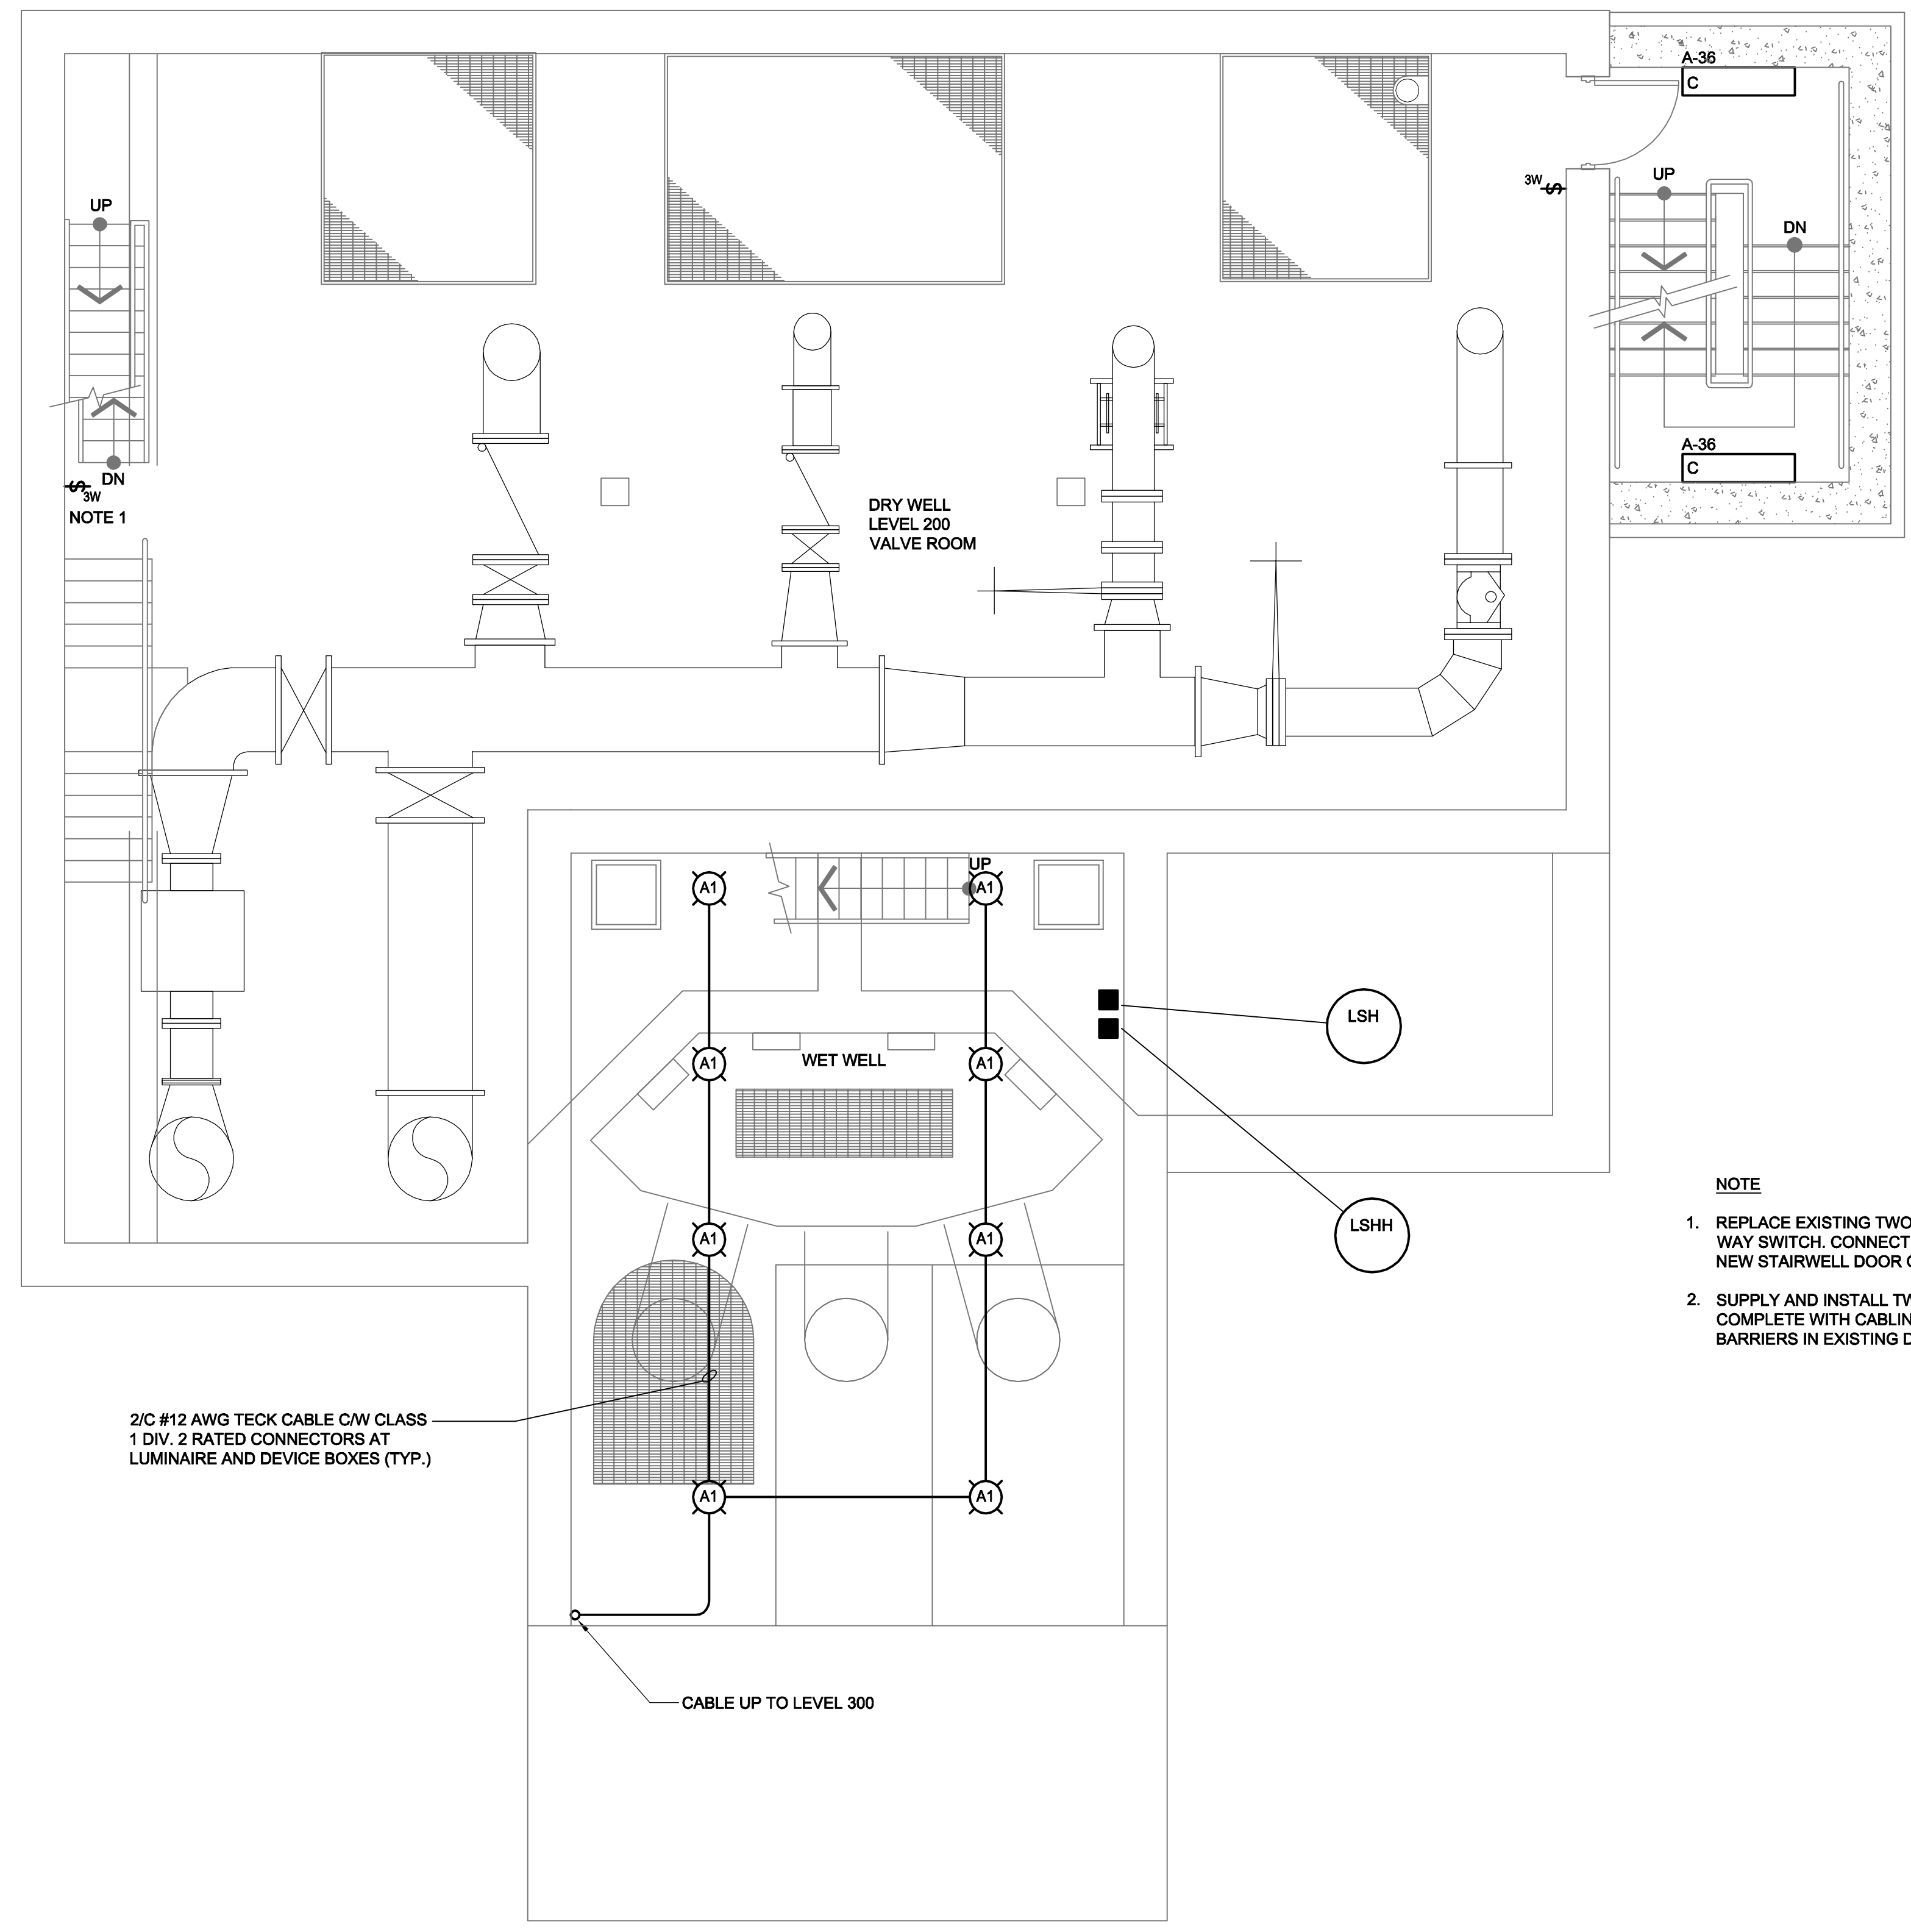 A-36
C
UP
3W
$
UP
DN
A-36
C
DN
$
3W
NOTE 1
DRY WELL
LEVEL 200
VALVE ROOM
UP
A1
A1
LSH
A1
WET WELL
A1
LSHH
A1
A1
NOTE
1. REPLACE EXISTING TWO
WAY SWITCH. CONNECT
NEW STAIRWELL DOOR
2. SUPPLY AND INSTALL
COMPLETE WITH
BARRIERS IN EXISTING
2/C #12 AWG TECK CABLE C/W CLASS
1 DIV. 2 RATED CONNECTORS AT
LUMINAIRE AND DEVICE BOXES (TYP.)
A1
A1
CABLE UP TO LEVEL 300